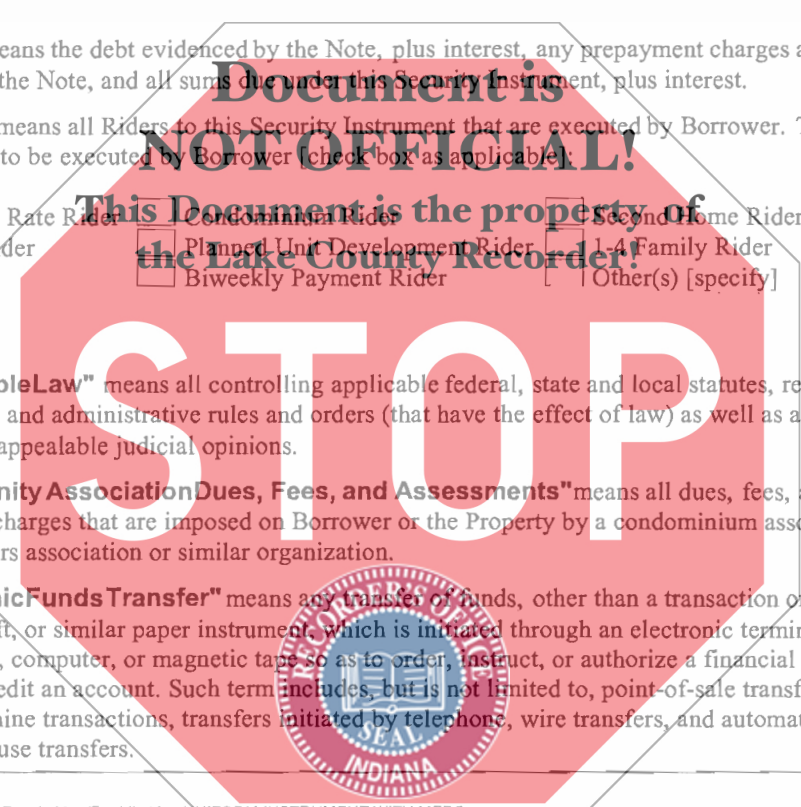 eans the debt evidenced by the Note, plus interest, any prepayment charges a
the Note, and all sums due under this Security Instrument, plus interest.
Document is
means all Riders to this Security Instrument that are executed by Borrower. T
NOT OFFICIAL!
to be executed by Borrower [check box as applicable]:
This Document is the property of
Rate Rider Condominium Rider Second Home Rider
der Planned Unit Development Rider 1-4 Family Rider
the Lake County Recorder!
Biweekly Payment Rider Other(s) [specify]
STOP
bleLaw" means all controlling applicable federal, state and local statutes, re
and administrative rules and orders (that have the effect of law) as well as a
appealable judicial opinions.
nity AssociationDues, Fees, and Assessments" means all dues, fees, a
charges that are imposed on Borrower or the Property by a condominium asso
rs association or similar organization.
nicFundsTransfer" means any transfer of funds, other than a transaction o
ft, or similar paper instrument, which is initiated through an electronic termin
, computer, or magnetic tape so as to order, instruct, or authorize a financial
edit an account. Such term includes, but is not limited to, point-of-sale transf
ine transactions, transfers initiated by telephone, wire transfers, and automat
use transfers.
RECORDER'S OFFICE
SEAL
INDIANA